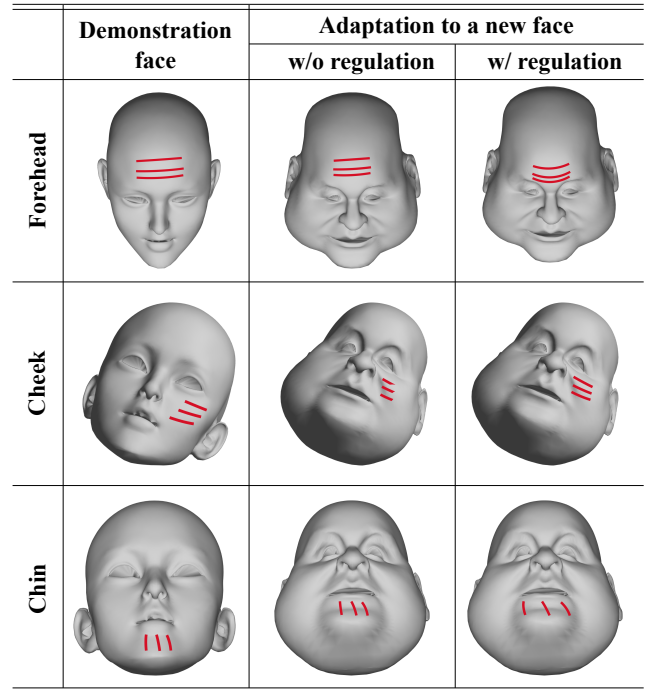 Demonstration
face
Adaptation to a new face
w/o regulation
w/ regulation
Forehead
Cheek
Chin